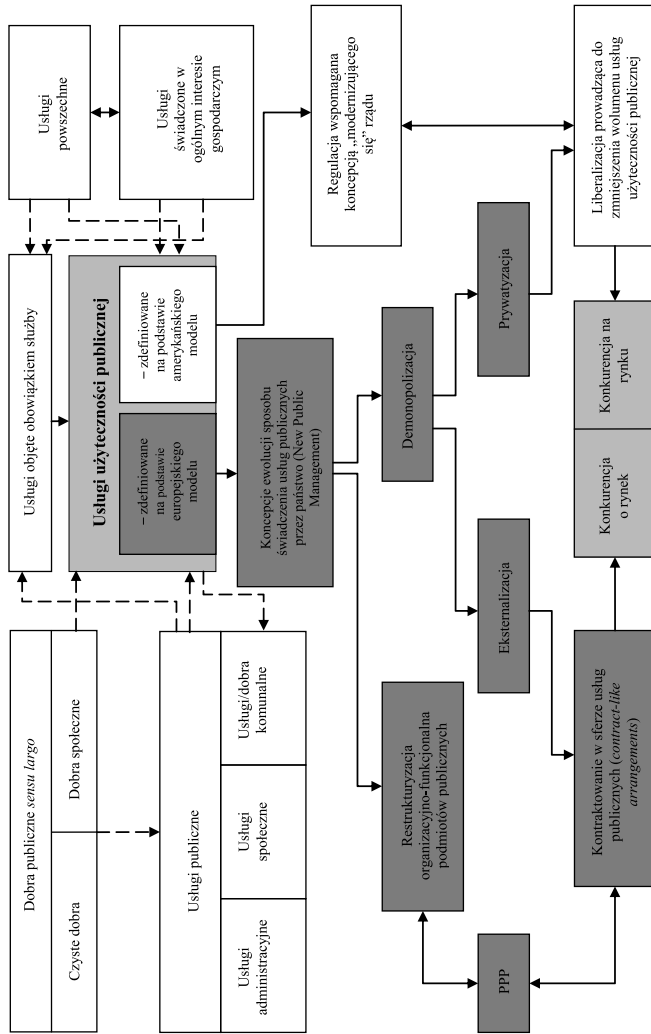 Dobra publiczne sensu largo
Czyste dobra
Dobra społeczne
Usługi objęte obowiązkiem służby
Usługi
powszechne
Usługi publiczne
Usługi
administracyjne
Usługi
społeczne
Usługi/dobra
komunalne
Usługi użyteczności publicznej
– zdefiniowane
na podstawie
europejskiego
modelu
– zdefiniowane
na podstawie
amerykańskiego
modelu
Usługi
świadczone w
ogólnym interesie
gospodarczym
Koncepcje ewolucji sposobu
świadczenia usług publicznych
przez państwo (New Public
Management)
Regulacja wspomagana
koncepcją „modernizującego
się” rządu
Restrukturyzacja
organizacyjno-funkcjonalna
podmiotów publicznych
Demonopolizacja
PPP
Eksternalizacja
Prywatyzacja
Kontraktowanie w sferze usług
publicznych (contract-like
arrangements)
Konkurencja
o rynek
Konkurencja na
rynku
Liberalizacja prowadząca do
zmniejszenia wolumenu usług
użyteczności publicznej